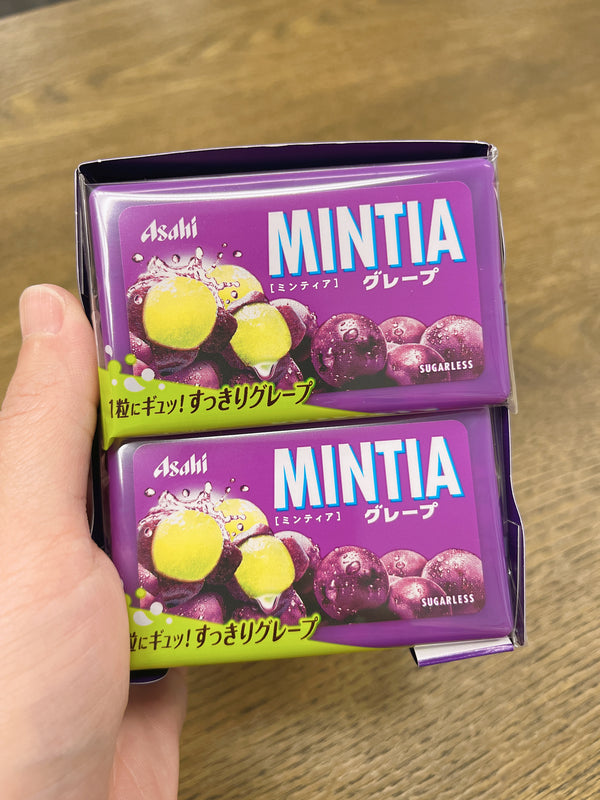 Asahi
MINTIA
[ミンティア] グレープ
SUGARLESS
1粒にギュッ!すっきりグレープ
Asahi
MINTIA
[ミンティア] グレープ
SUGARLESS
粒にギュッ!すっきりグレープ